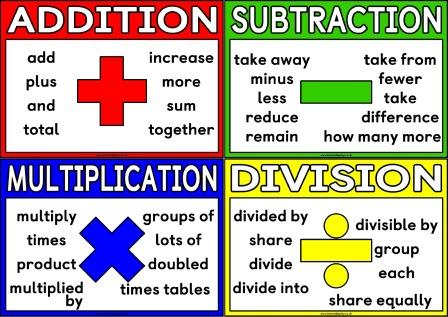 ADDITION
add
plus
and
total
increase
more
sum
together
SUBTRACTION
take away
minus
less
reduce
remain
take from
fewer
take
difference
how many more
MULTIPLICATION
multiply
times
product
multiplied
by
groups of
lots of
doubled
times tables
DIVISION
divided by
share
divide
divide into
divisible by
group
each
share equally